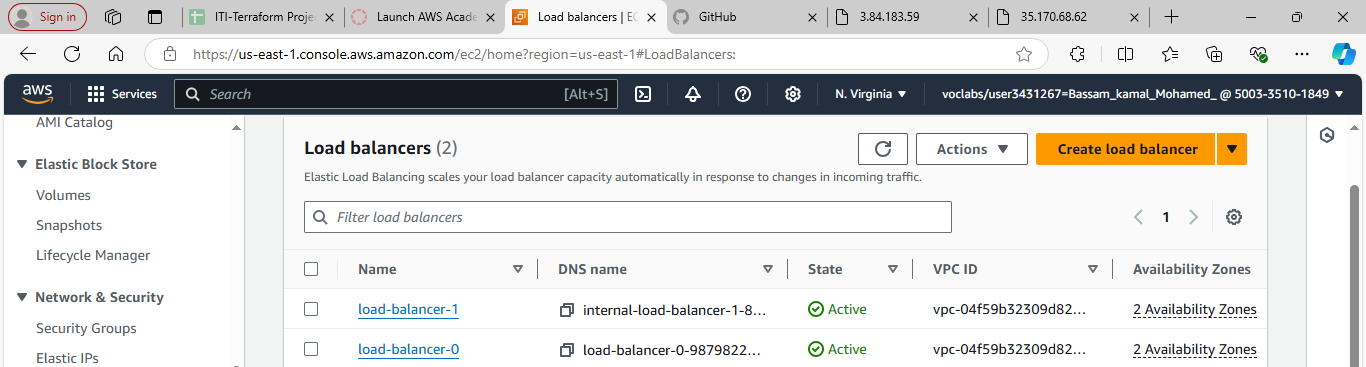 Sign in
ITI-Terraform Proje
Launch AWS Acade
Load balancers | EC
GitHub
3.84.183.59
35.170.68.62
https://us-east-1.console.aws.amazon.com/ec2/home?region=us-east-1#LoadBalancers:
aws
Services
Search
[Alt+S]
N. Virginia
voclabs/user3431267=Bassam_kamal_Mohamed_ @ 5003-3510-1849
AMI Catalog
Elastic Block Store
Volumes
Snapshots
Lifecycle Manager
Network & Security
Security Groups
Elastic IPs
Load balancers (2)
Actions
Create load balancer
Elastic Load Balancing scales your load balancer capacity automatically in response to changes in incoming traffic.
Filter load balancers
1
Name DNS name State VPC ID Availability Zones
load-balancer-1 internal-load-balancer-1-8... Active vpc-04f59b32309d82... 2 Availability Zones
load-balancer-0 load-balancer-0-9879822... Active vpc-04f59b32309d82... 2 Availability Zones